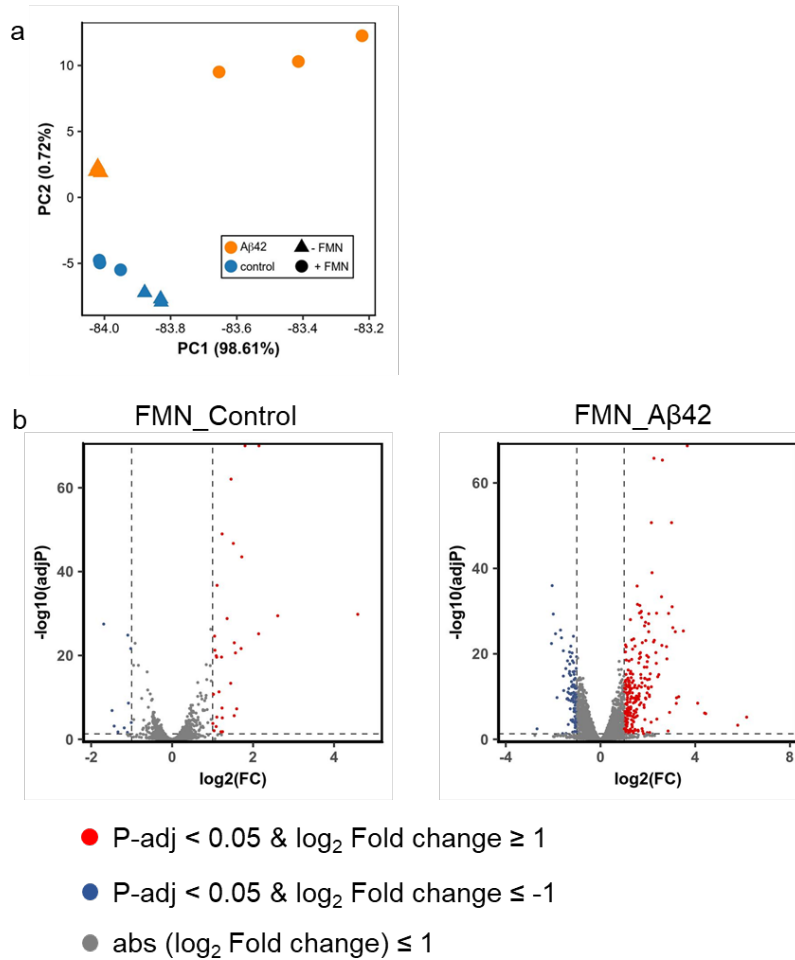 a
10
5
0
-5
PC2 (0.72%)
Aβ42
- FMN
control
+ FMN
-84.0 -83.8 -83.6 -83.4 -83.2
PC1 (98.61%)
b
FMN_Control
60
40
20
0
-log10(adjP)
-2 0 2 4
log2(FC)
FMN_Aβ42
60
40
20
0
-log10(adjP)
-4 0 4 8
log2(FC)
P-adj < 0.05 & log2 Fold change ≥ 1
P-adj < 0.05 & log2 Fold change ≤ -1
abs (log2 Fold change) ≤ 1